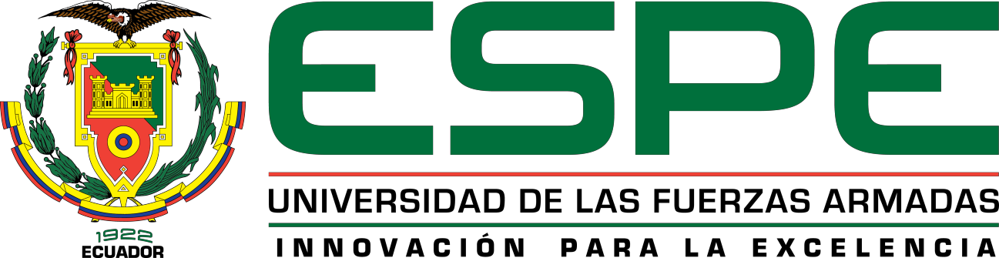 ESPE
UNIVERSIDAD DE LAS FUERZAS ARMADAS
INNOVACIÓN PARA LA EXCELENCIA
1922
ECUADOR